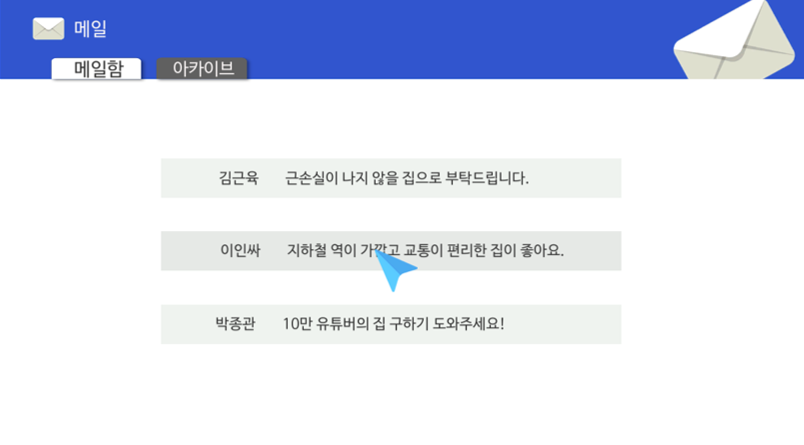 메일
메일함 아카이브
김근육 근손실이 나지 않을 집으로 부탁드립니다.
이인싸 지하철 역이 가깝고 교통이 편리한 집이 좋아요.
박종관 10만 유튜버의 집 구하기 도와주세요!